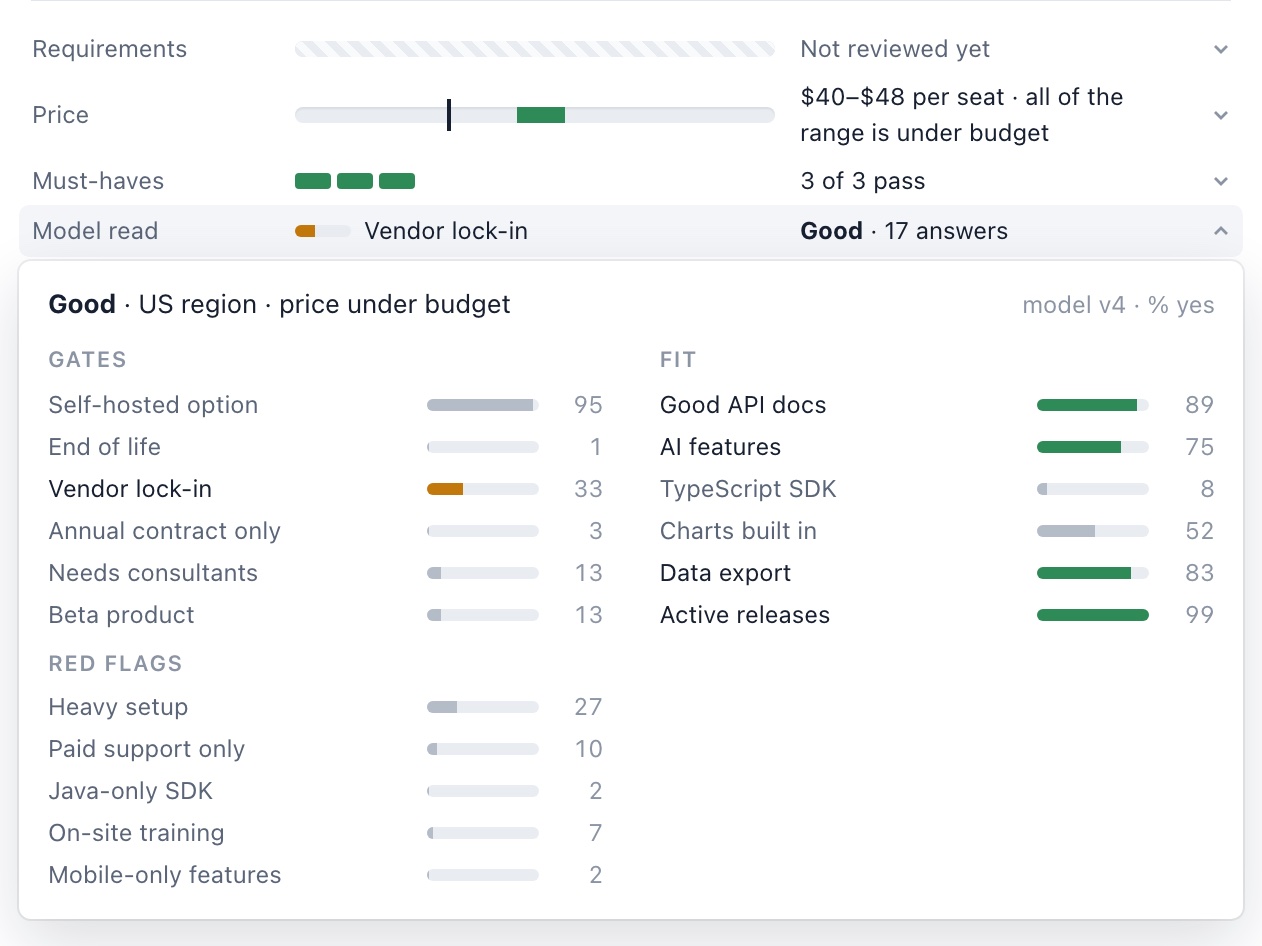 Requirements
Not reviewed yet
Price
$40–$48 per seat · all of the
range is under budget
Must-haves
3 of 3 pass
Model read
Vendor lock-in
Good · 17 answers
Good · US region · price under budget
model v4 · % yes
GATES
Self-hosted option 95
End of life 1
Vendor lock-in 33
Annual contract only 3
Needs consultants 13
Beta product 13
RED FLAGS
Heavy setup 27
Paid support only 10
Java-only SDK 2
On-site training 7
Mobile-only features 2
FIT
Good API docs 89
AI features 75
TypeScript SDK 8
Charts built in 52
Data export 83
Active releases 99